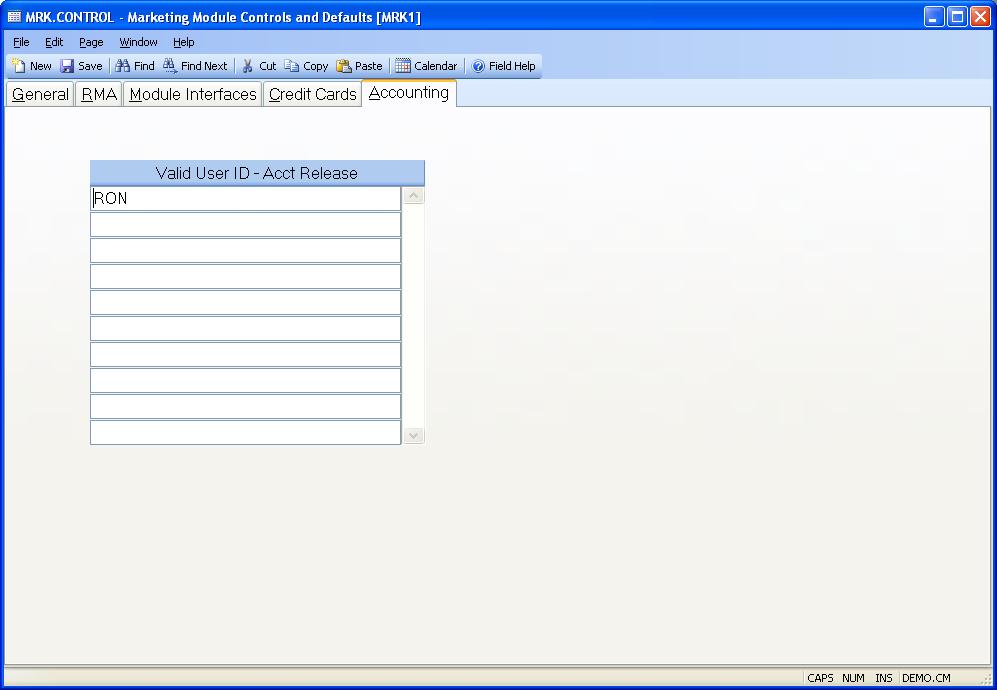 MRK.CONTROL - Marketing Module Controls and Defaults [MRK1]
File Edit Page Window Help
New Save Find Find Next Cut Copy Paste Calendar Field Help
General RMA Module Interfaces Credit Cards Accounting
Valid User ID - Acct Release
RON
CAPS NUM INS DEMO.CM